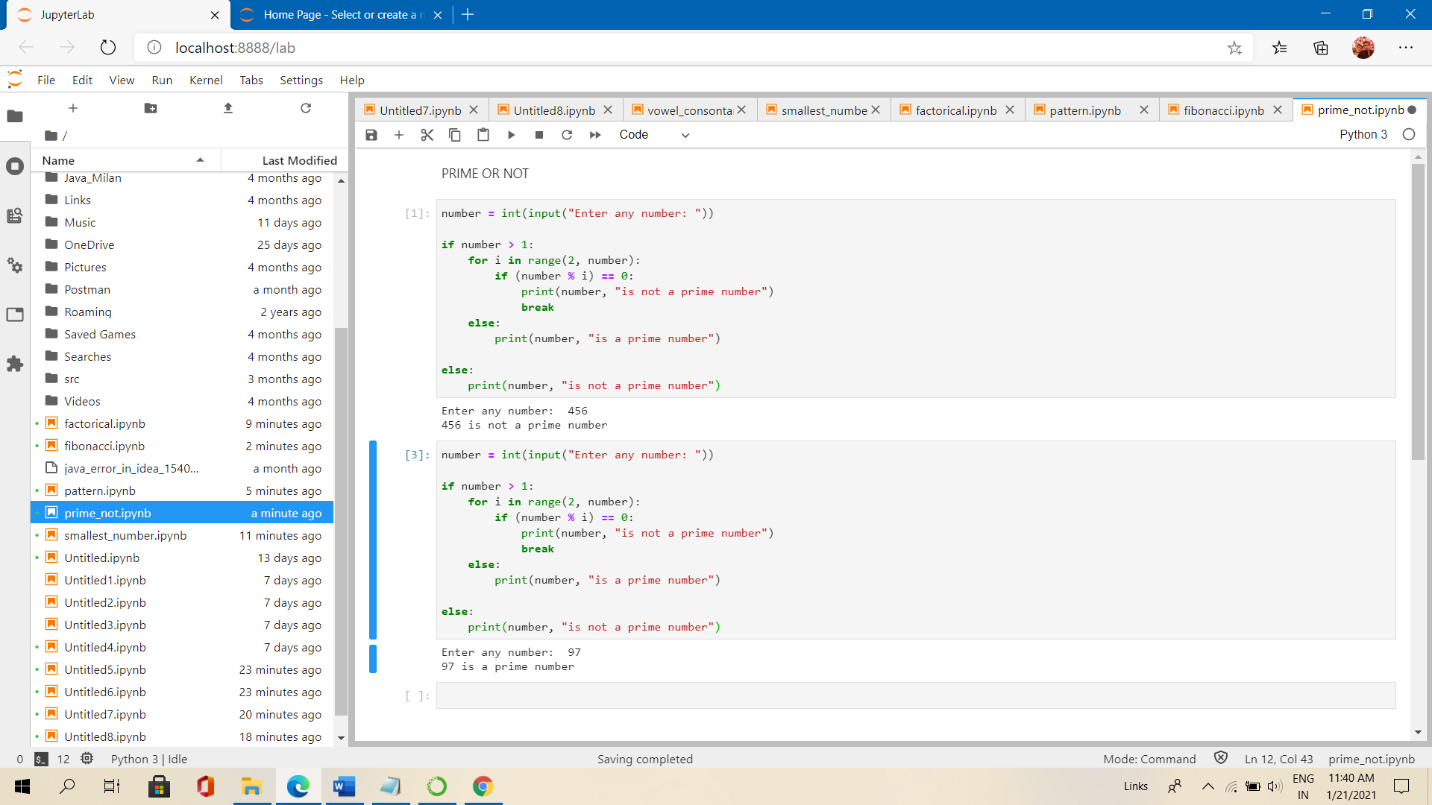 JupyterLab
Home Page - Select or create a n
localhost:8888/lab
File Edit View Run Kernel Tabs Settings Help
/
Name Last Modified
Java_Milan 4 months ago
Links 4 months ago
Music 11 days ago
OneDrive 25 days ago
Pictures 4 months ago
Postman a month ago
Roaming 2 years ago
Saved Games 4 months ago
Searches 4 months ago
src 3 months ago
Videos 4 months ago
factorical.ipynb 9 minutes ago
fibonacci.ipynb 2 minutes ago
java_error_in_idea_1540... a month ago
pattern.ipynb 5 minutes ago
prime_not.ipynb a minute ago
smallest_number.ipynb 11 minutes ago
Untitled.ipynb 13 days ago
Untitled1.ipynb 7 days ago
Untitled2.ipynb 7 days ago
Untitled3.ipynb 7 days ago
Untitled4.ipynb 7 days ago
Untitled5.ipynb 23 minutes ago
Untitled6.ipynb 23 minutes ago
Untitled7.ipynb 20 minutes ago
Untitled8.ipynb 18 minutes ago
Untitled7.ipynb Untitled8.ipynb vowel_consonta smallest_numbe factorical.ipynb pattern.ipynb fibonacci.ipynb prime_not.ipynb
Code Python 3
PRIME OR NOT
[1]: number = int(input("Enter any number: "))
if number > 1:
for i in range(2, number):
if (number % i) == 0:
print(number, "is not a prime number")
break
else:
print(number, "is a prime number")
else:
print(number, "is not a prime number")
Enter any number: 456
456 is not a prime number
[3]: number = int(input("Enter any number: "))
if number > 1:
for i in range(2, number):
if (number % i) == 0:
print(number, "is not a prime number")
break
else:
print(number, "is a prime number")
else:
print(number, "is not a prime number")
Enter any number: 97
97 is a prime number
[ ]:
0 $_ 12 Python 3 | Idle Saving completed Mode: Command Ln 12, Col 43 prime_not.ipynb
Links ENG 11:40 AM
IN 1/21/2021